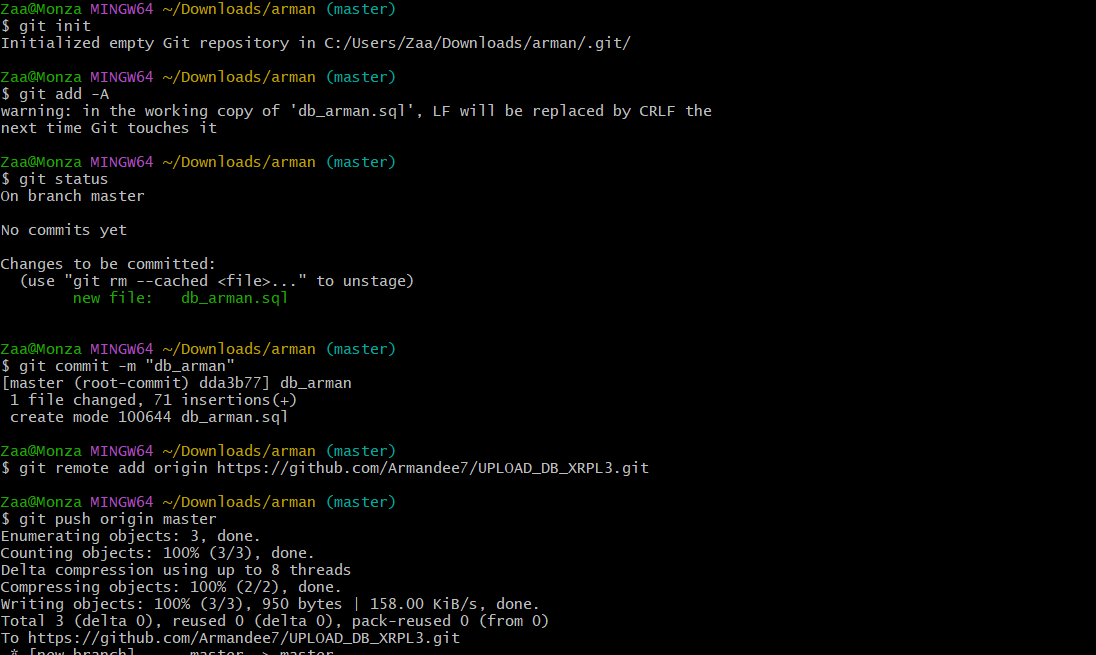 Zaa@Monza MINGW64 ~/Downloads/arman (master)
$ git init
Initialized empty Git repository in C:/Users/Zaa/Downloads/arman/.git/
Zaa@Monza MINGW64 ~/Downloads/arman (master)
$ git add -A
warning: in the working copy of 'db_arman.sql', LF will be replaced by CRLF the
next time Git touches it
Zaa@Monza MINGW64 ~/Downloads/arman (master)
$ git status
On branch master
No commits yet
Changes to be committed:
  (use "git rm --cached <file>..." to unstage)
        new file:   db_arman.sql
Zaa@Monza MINGW64 ~/Downloads/arman (master)
$ git commit -m "db_arman"
[master (root-commit) dda3b77] db_arman
 1 file changed, 71 insertions(+)
 create mode 100644 db_arman.sql
Zaa@Monza MINGW64 ~/Downloads/arman (master)
$ git remote add origin https://github.com/Armandee7/UPLOAD_DB_XRPL3.git
Zaa@Monza MINGW64 ~/Downloads/arman (master)
$ git push origin master
Enumerating objects: 3, done.
Counting objects: 100% (3/3), done.
Delta compression using up to 8 threads
Compressing objects: 100% (2/2), done.
Writing objects: 100% (3/3), 950 bytes | 158.00 KiB/s, done.
Total 3 (delta 0), reused 0 (delta 0), pack-reused 0 (from 0)
To https://github.com/Armandee7/UPLOAD_DB_XRPL3.git
 * [new branch]      master -> master